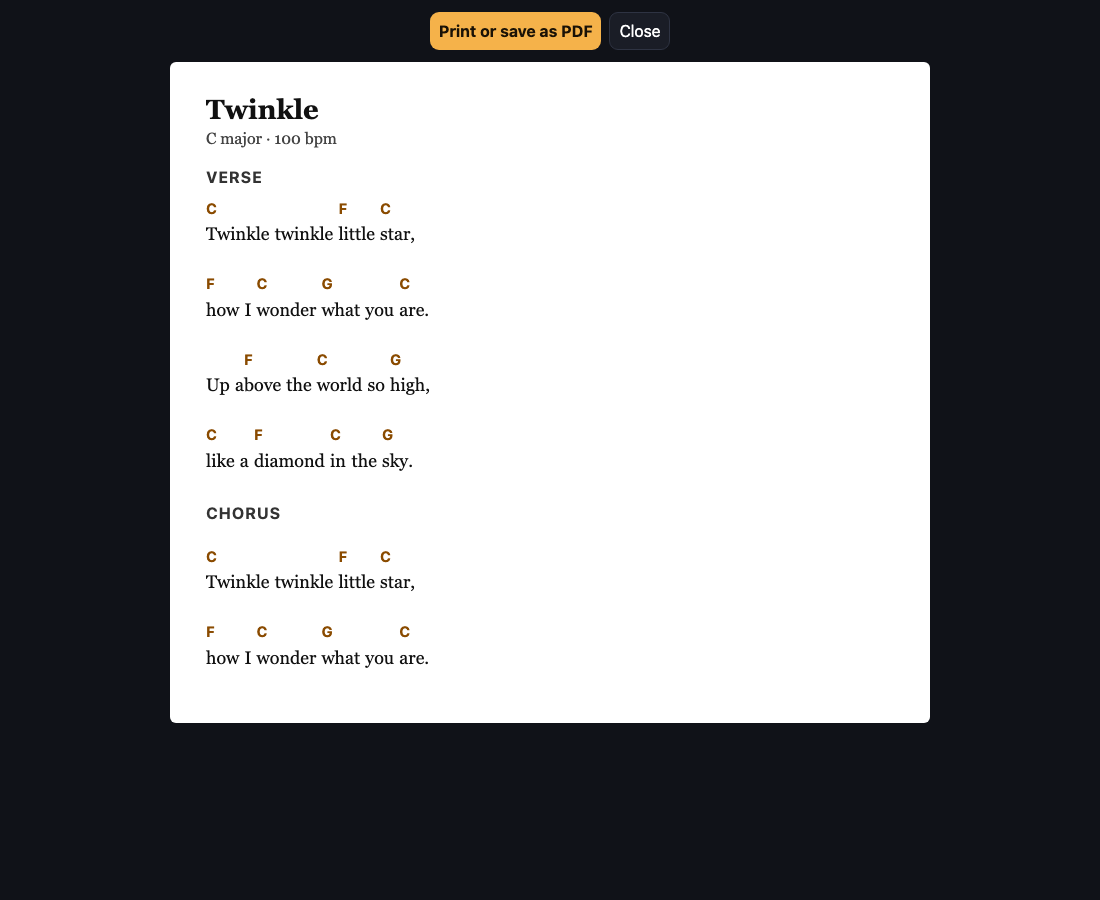 Print or save as PDF Close
Twinkle
C major · 100 bpm
VERSE
C F C
Twinkle twinkle little star,
F C G C
how I wonder what you are.
F C G
Up above the world so high,
C F C G
like a diamond in the sky.
CHORUS
C F C
Twinkle twinkle little star,
F C G C
how I wonder what you are.